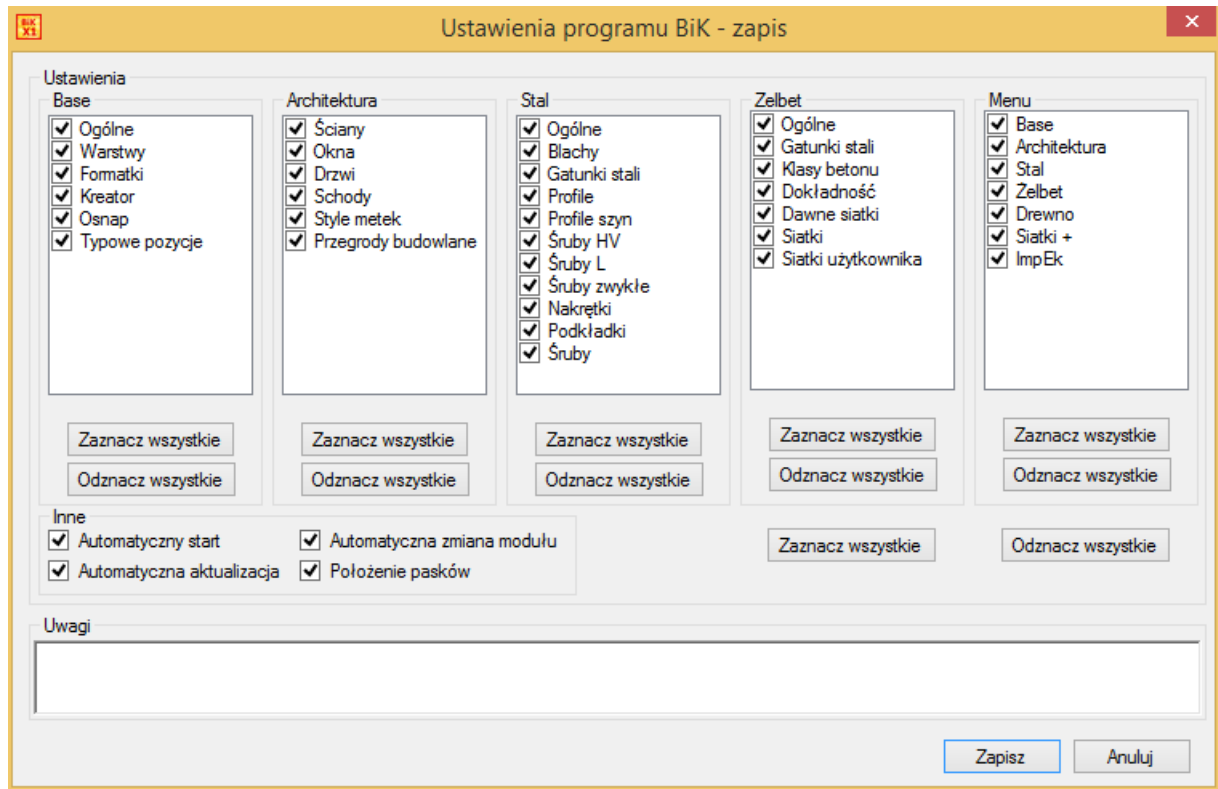 BiK
X1
Ustawienia programu BiK - zapis
Ustawienia
Base
Ogólne
Warstwy
Formatki
Kreator
Osnap
Typowe pozycje
Zaznacz wszystkie
Odznacz wszystkie
Architektura
Ściany
Okna
Drzwi
Schody
Style metek
Przegrody budowlane
Zaznacz wszystkie
Odznacz wszystkie
Stal
Ogólne
Blachy
Gatunki stali
Profile
Profile szyn
Śruby HV
Śruby L
Śruby zwykłe
Nakrętki
Podkładki
Śruby
Zaznacz wszystkie
Odznacz wszystkie
Żelbet
Ogólne
Gatunki stali
Klasy betonu
Dokładność
Dawne siatki
Siatki
Siatki użytkownika
Zaznacz wszystkie
Odznacz wszystkie
Menu
Base
Architektura
Stal
Żelbet
Drewno
Siatki +
ImpEk
Zaznacz wszystkie
Odznacz wszystkie
Inne
Automatyczny start
Automatyczna zmiana modułu
Automatyczna aktualizacja
Położenie pasków
Zaznacz wszystkie
Odznacz wszystkie
Uwagi
Zapisz
Anuluj